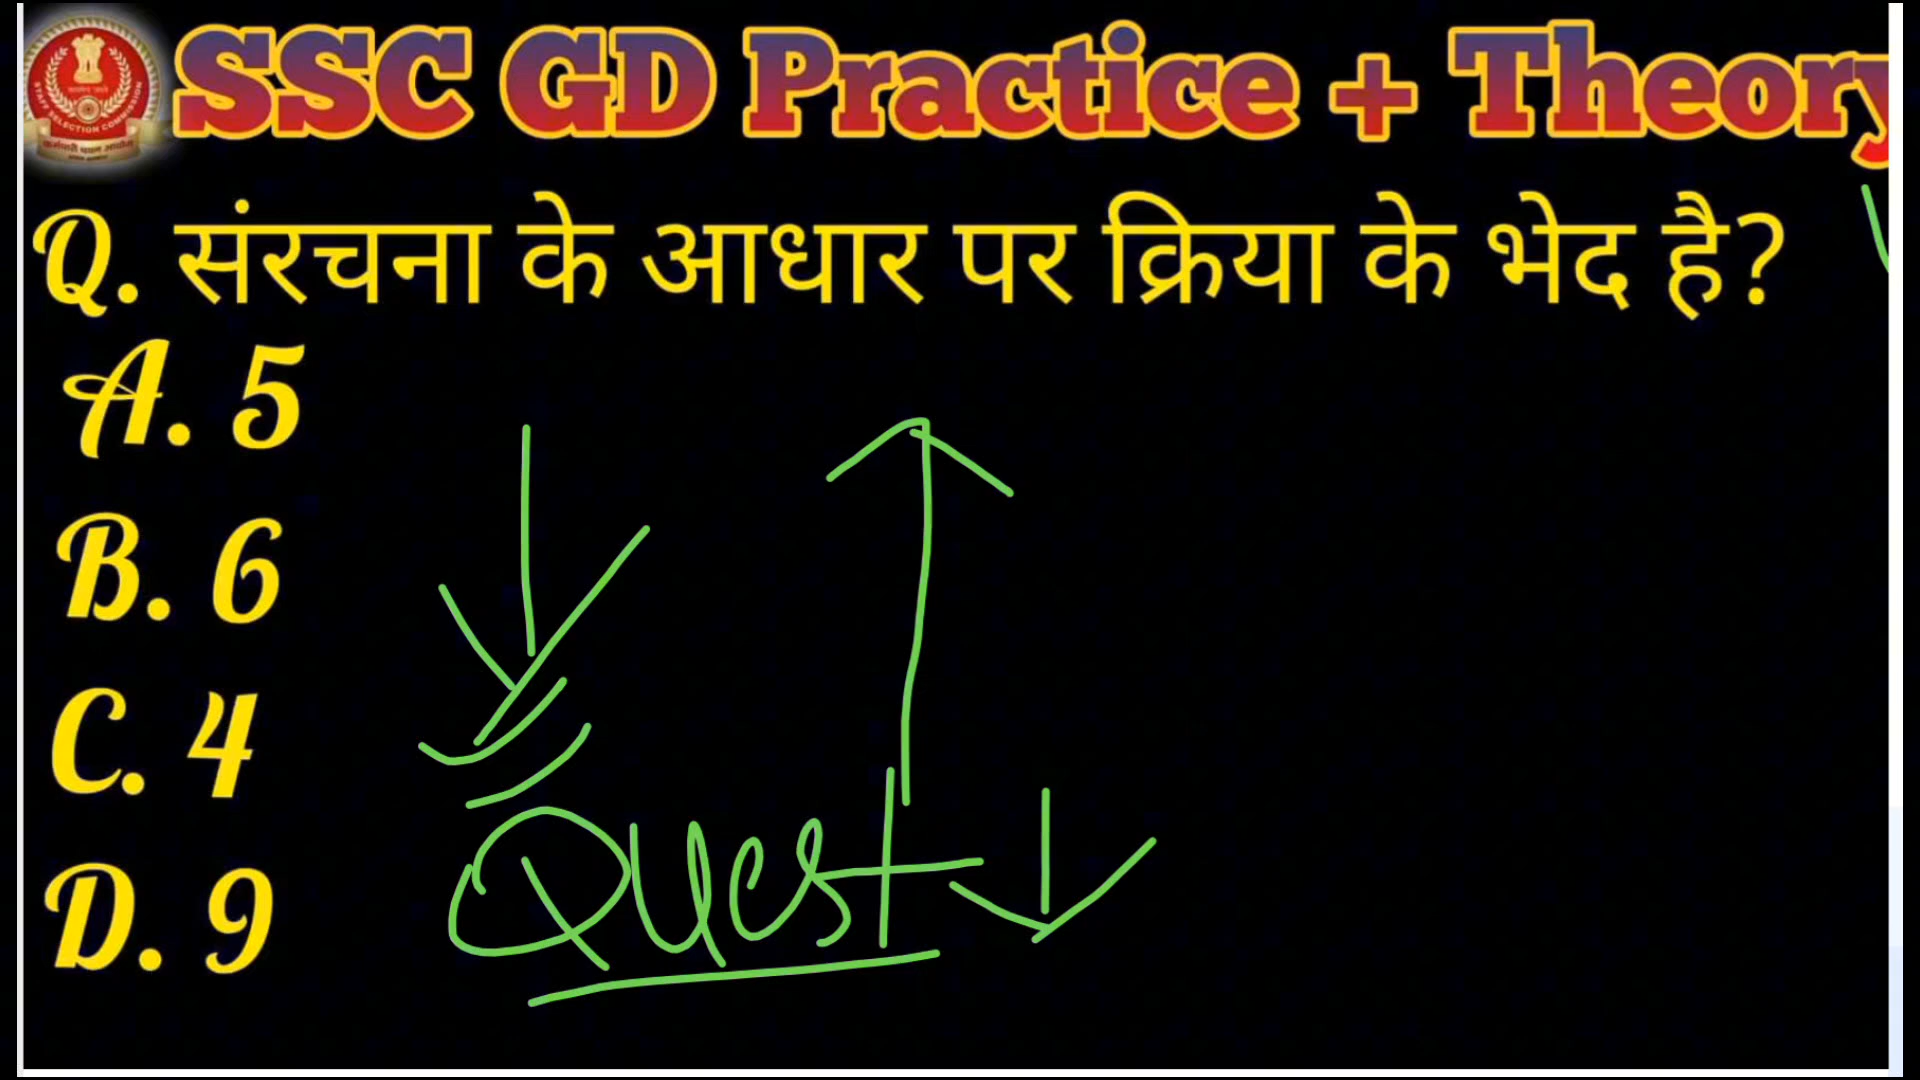 SSC GD Practice + Theory
Q. संरचना के आधार पर क्रिया के भेद है?
A. 5
B. 6
C. 4
D. 9
Quest